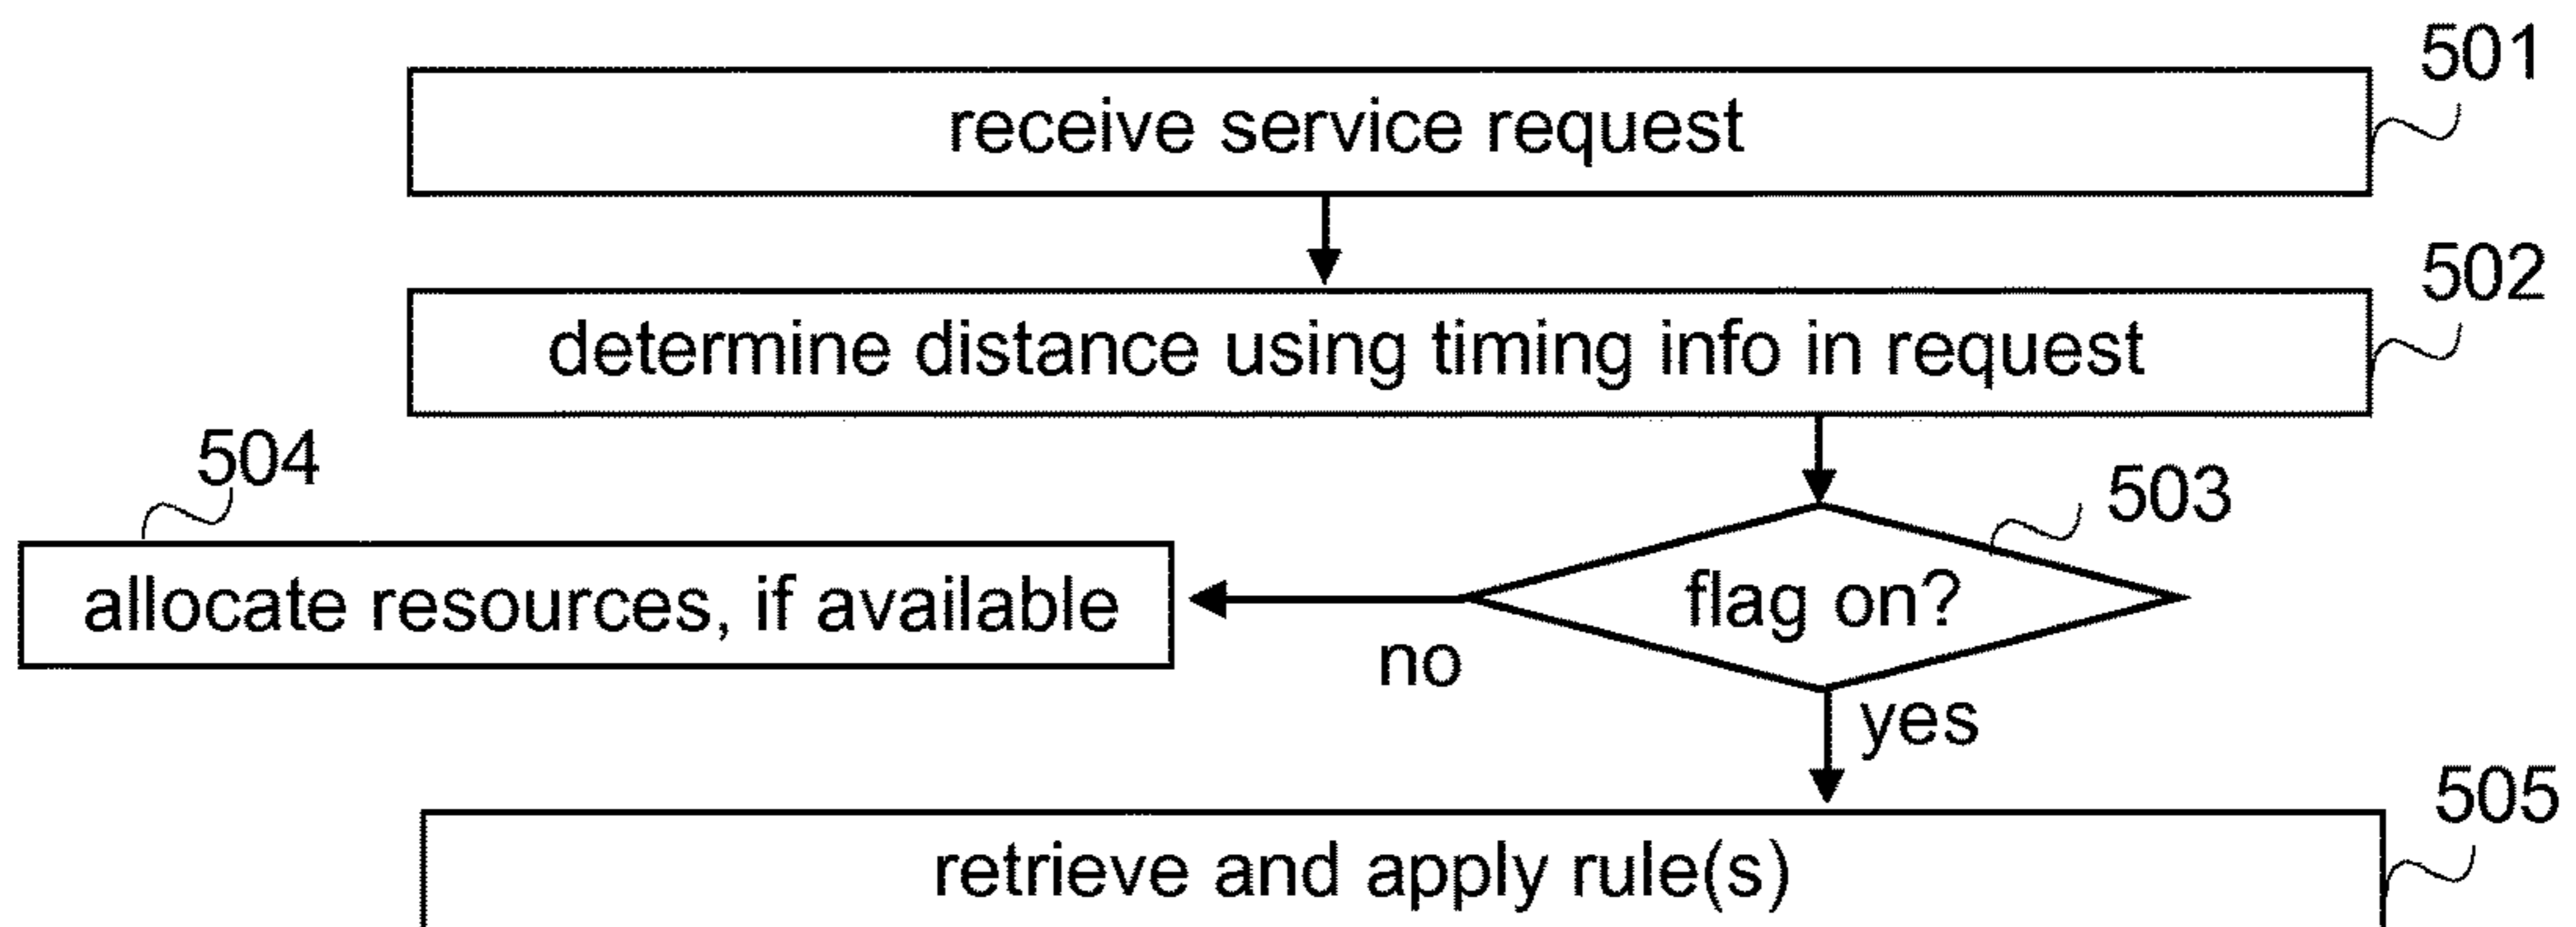 501
receive service request
502
determine distance using timing info in request
504
503
allocate resources, if available
flag on?
no
yes
505
retrieve and apply rule(s)